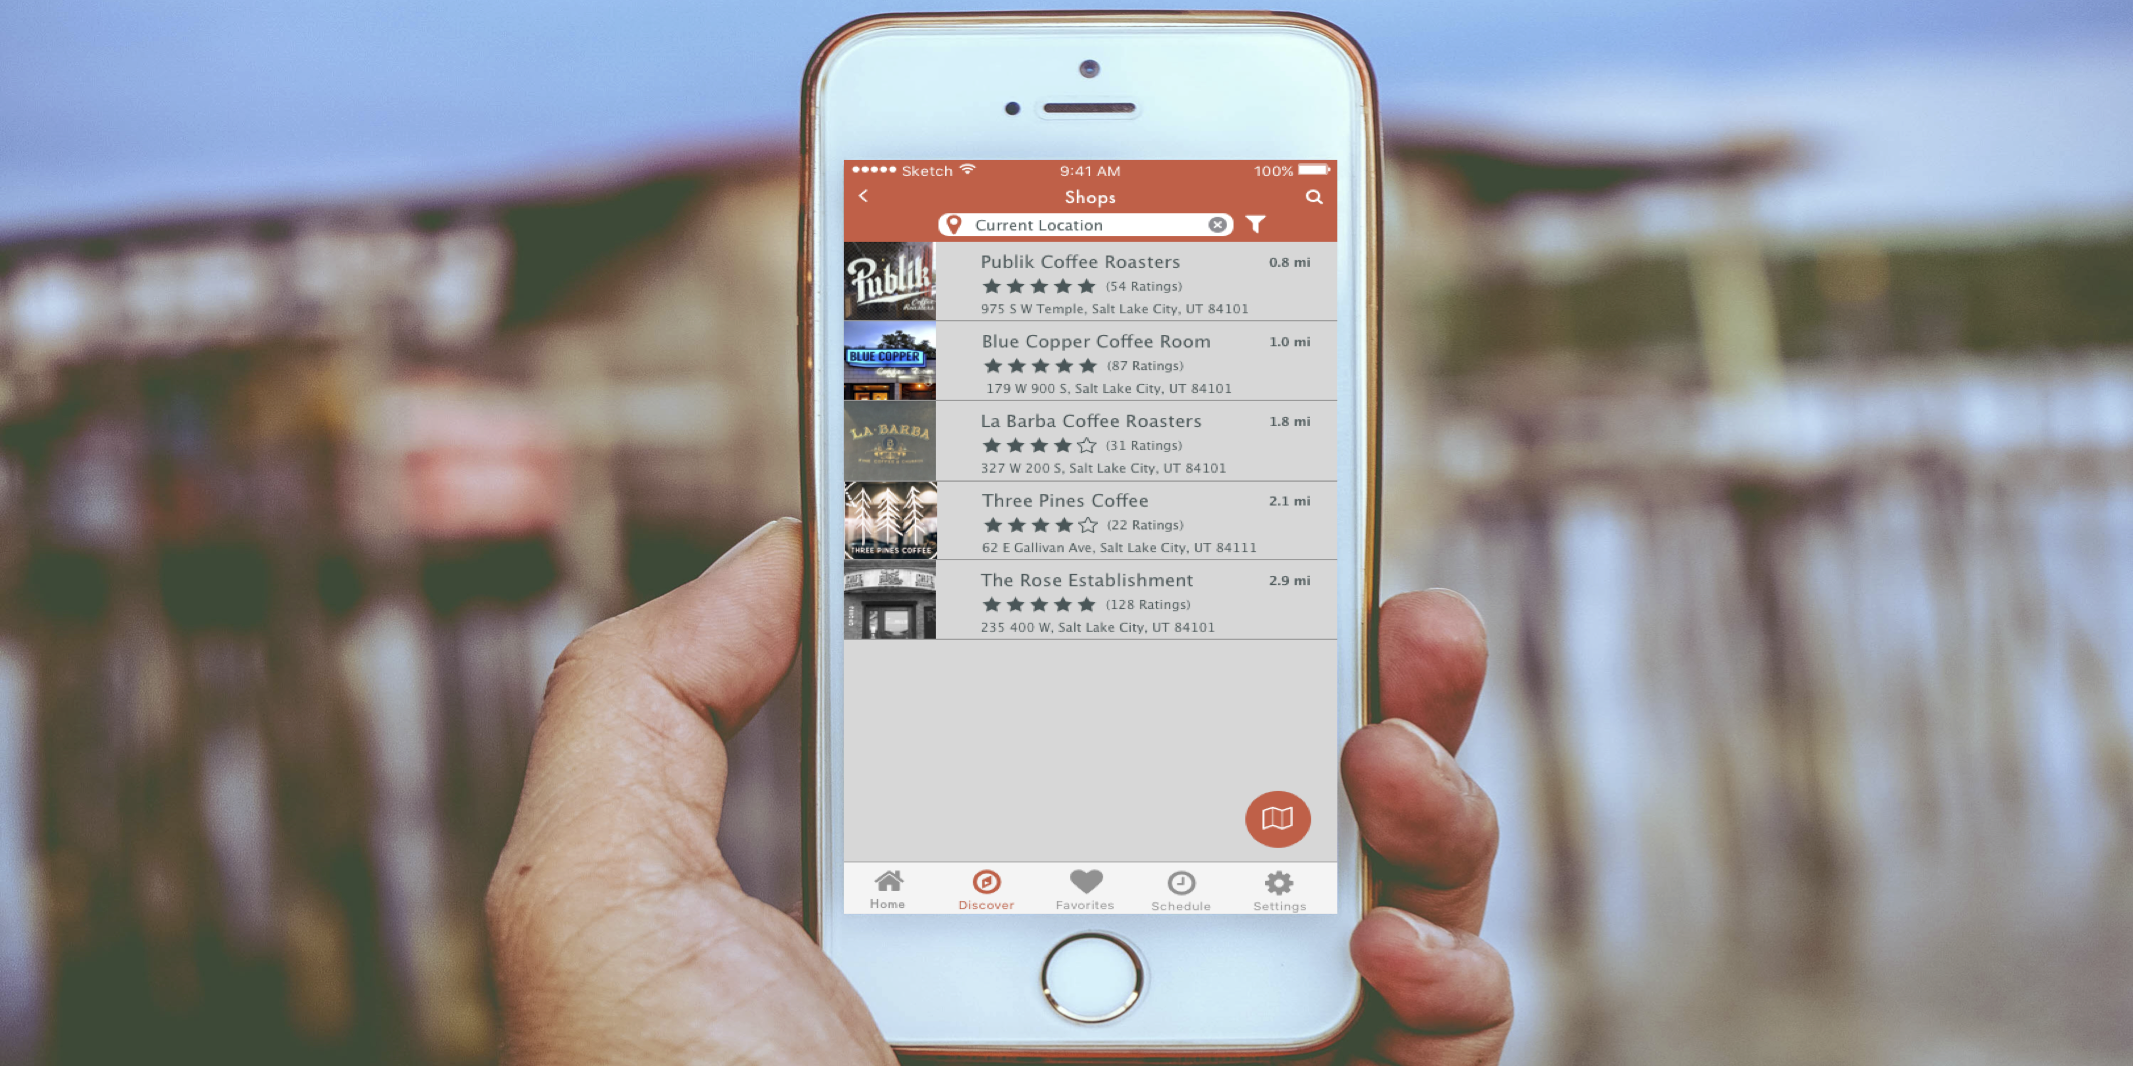 Sketch 9:41 AM 100%
Shops
Current Location
Publik
Coffee
Roasters
Publik Coffee Roasters 0.8 mi
(54 Ratings)
975 S W Temple, Salt Lake City, UT 84101
BLUE COPPER
Blue Copper Coffee Room 1.0 mi
(87 Ratings)
179 W 900 S, Salt Lake City, UT 84101
LA BARBA
La Barba Coffee Roasters 1.8 mi
(31 Ratings)
327 W 200 S, Salt Lake City, UT 84101
THREE PINES COFFEE
Three Pines Coffee 2.1 mi
(22 Ratings)
62 E Gallivan Ave, Salt Lake City, UT 84111
The Rose Establishment 2.9 mi
(128 Ratings)
235 400 W, Salt Lake City, UT 84101
Home Discover Favorites Schedule Settings